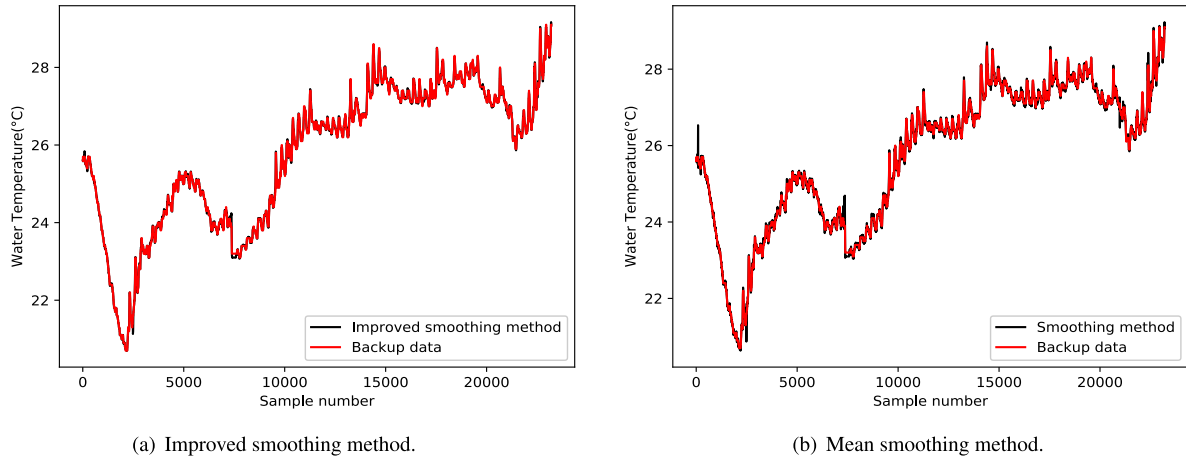 28
26
24
22
Water Temperature(°C)
0
5000
10000
15000
20000
Sample number
Improved smoothing method
Backup data
(a) Improved smoothing method.
28
26
24
22
Water Temperature(°C)
0
5000
10000
15000
20000
Sample number
Smoothing method
Backup data
(b) Mean smoothing method.